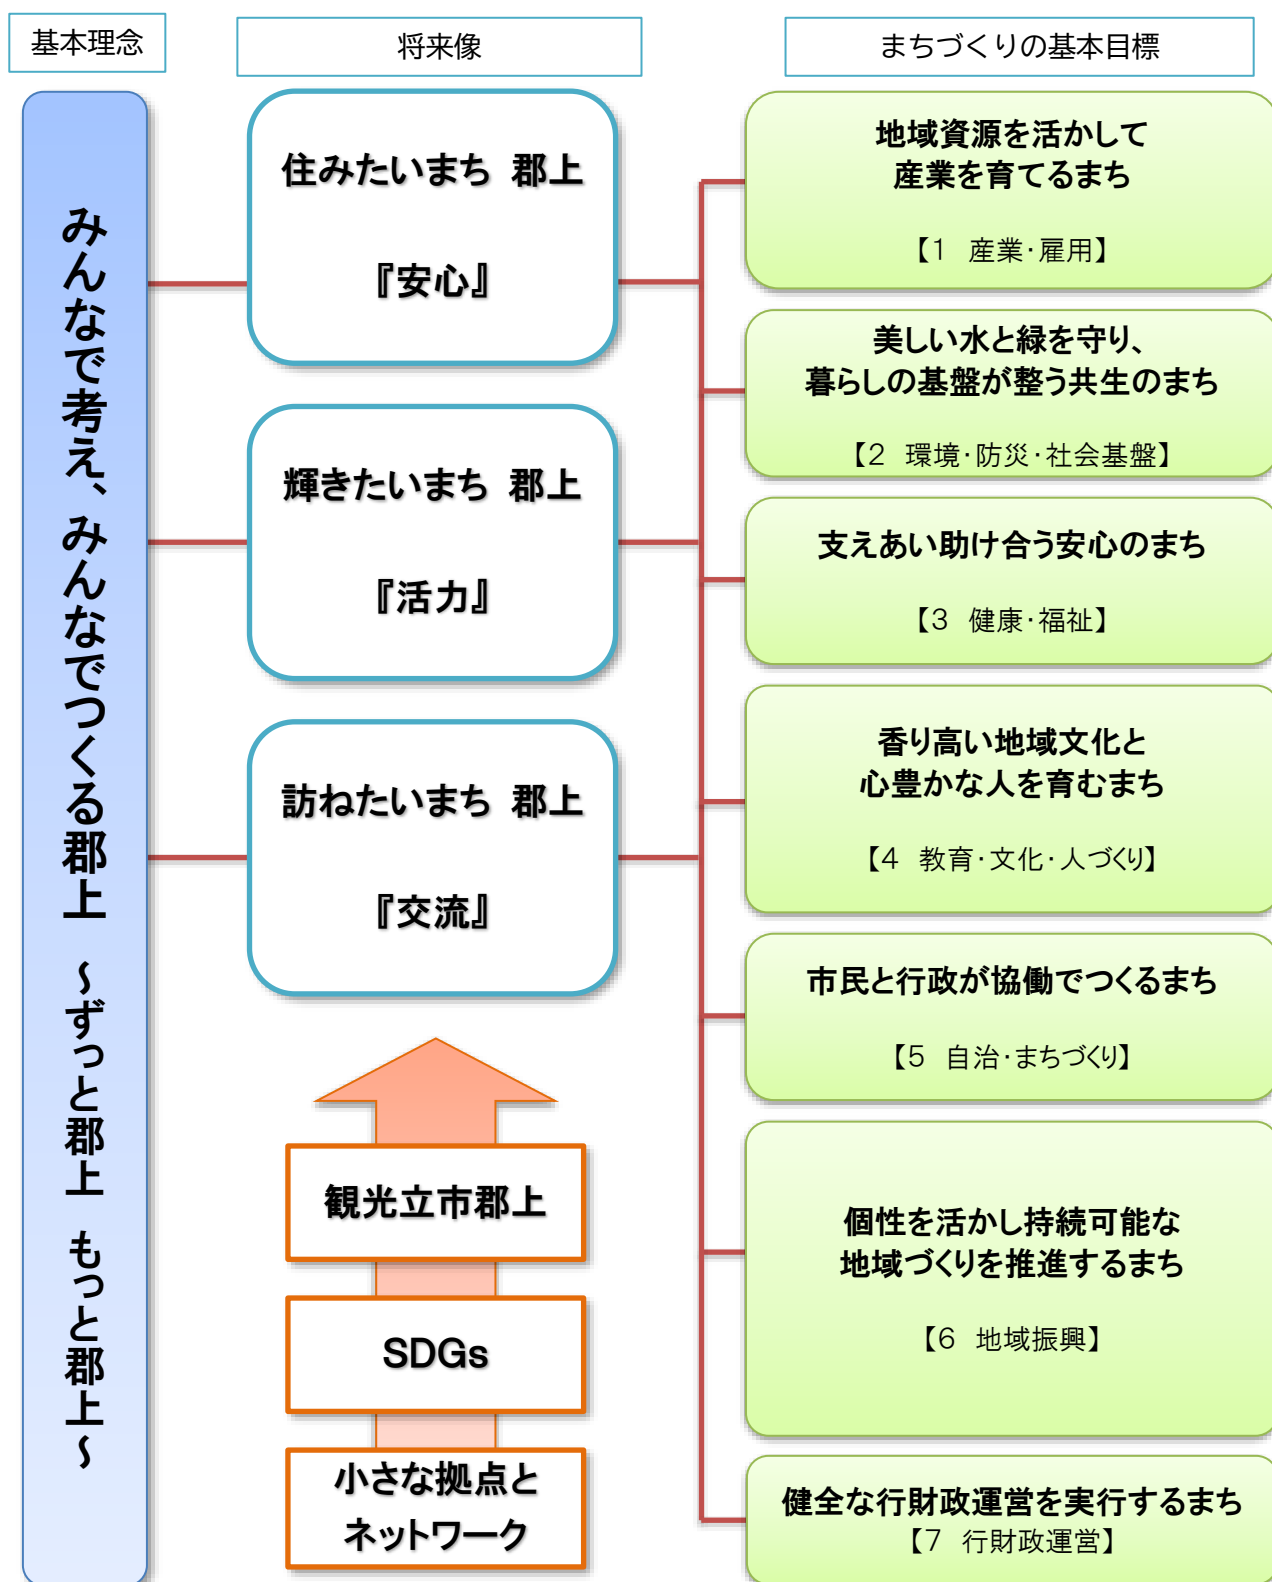 基本理念
将来像
まちづくりの基本目標
みんなで考え、みんなでつくる郡上 ～ずっと郡上 もっと郡上～
住みたいまち 郡上
『安心』
輝きたいまち 郡上
『活力』
訪ねたいまち 郡上
『交流』
観光立市郡上
SDGs
小さな拠点と
ネットワーク
地域資源を活かして
産業を育てるまち
【1 産業･雇用】
美しい水と緑を守り、
暮らしの基盤が整う共生のまち
【2 環境･防災･社会基盤】
支えあい助け合う安心のまち
【3 健康･福祉】
香り高い地域文化と
心豊かな人を育むまち
【4 教育･文化･人づくり】
市民と行政が協働でつくるまち
【5 自治･まちづくり】
個性を活かし持続可能な
地域づくりを推進するまち
【6 地域振興】
健全な行財政運営を実行するまち
【7 行財政運営】